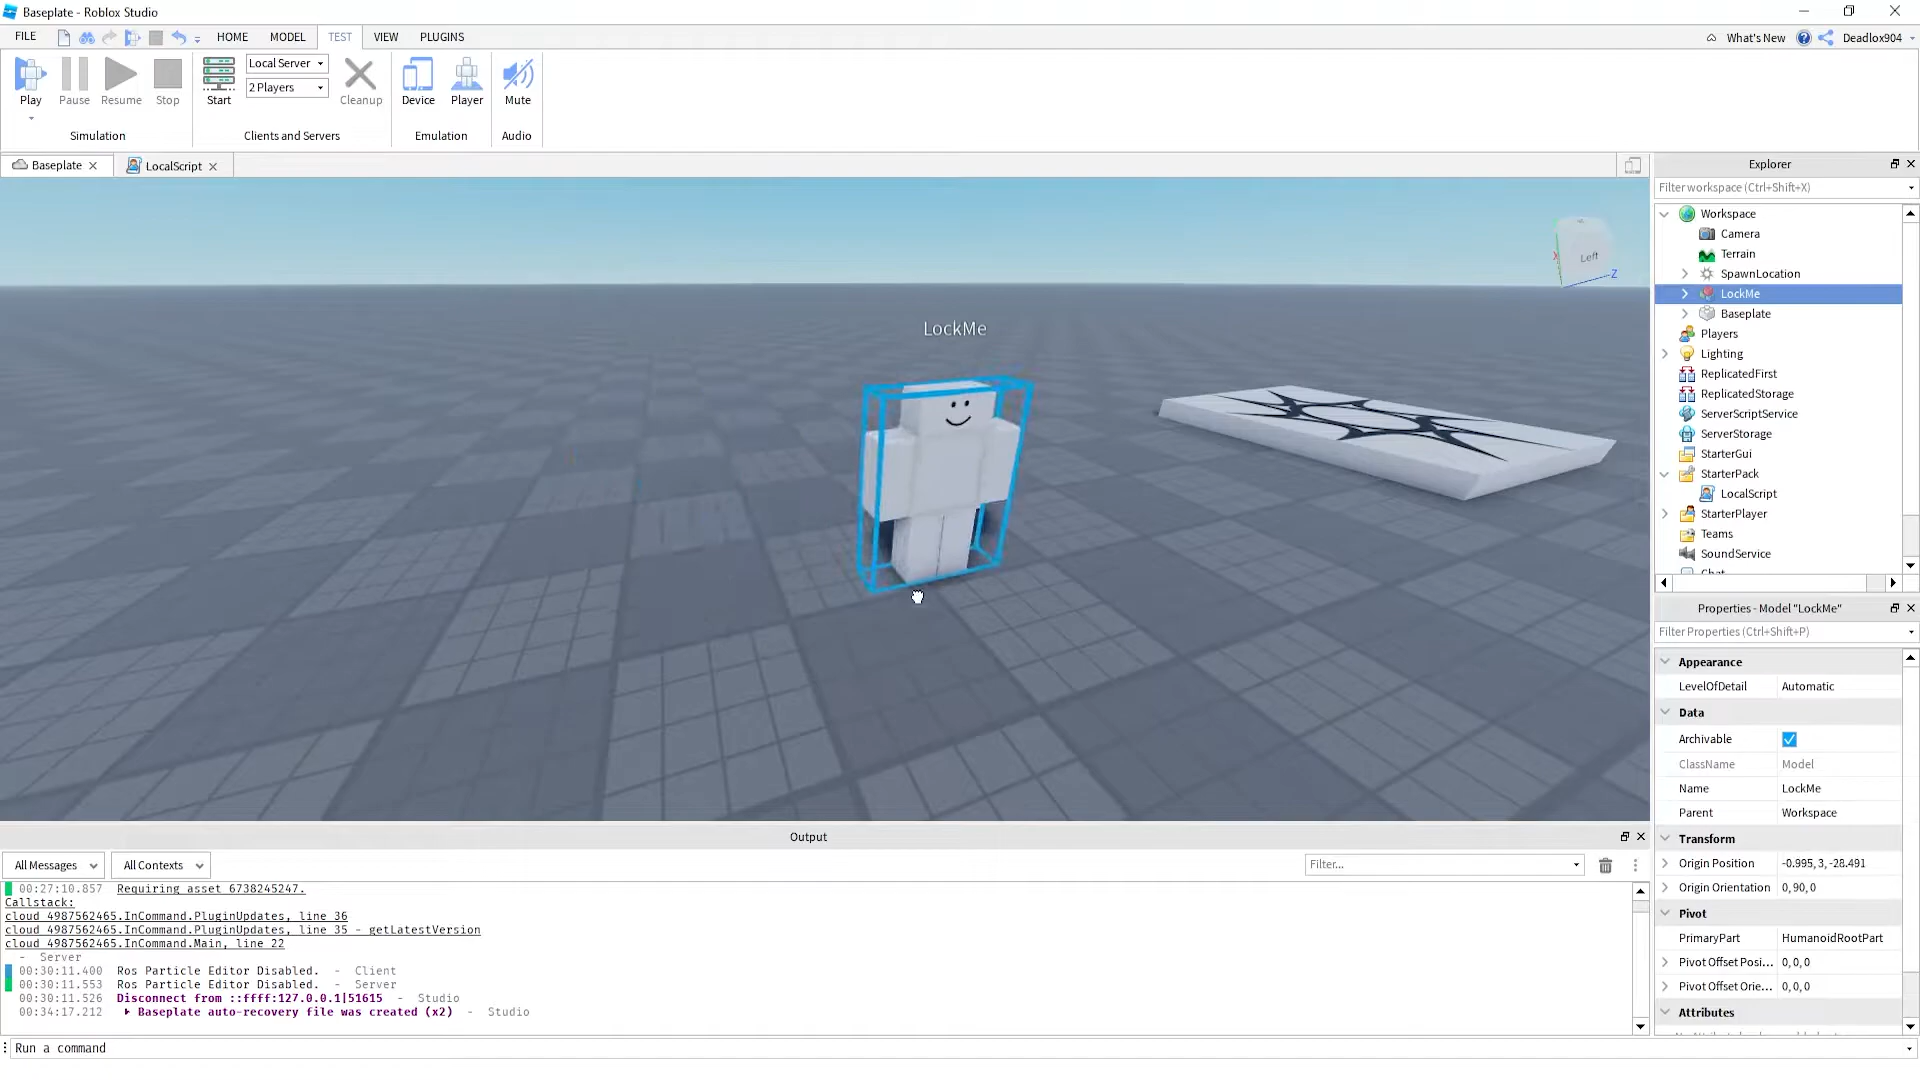 Baseplate - Roblox Studio
FILE
HOME
MODEL
TEST
VIEW
PLUGINS
What's New
Deadlox904
Play
Pause
Resume
Stop
Simulation
Start
Local Server
2 Players
Cleanup
Clients and Servers
Device
Player
Emulation
Mute
Audio
Baseplate
LocalScript
LockMe
Left
Z
Explorer
Filter workspace (Ctrl+Shift+X)
Workspace
Camera
Terrain
SpawnLocation
LockMe
Baseplate
Players
Lighting
ReplicatedFirst
ReplicatedStorage
ServerScriptService
ServerStorage
StarterGui
StarterPack
LocalScript
StarterPlayer
Teams
SoundService
Chat
Properties - Model "LockMe"
Filter Properties (Ctrl+Shift+P)
Appearance
LevelOfDetail Automatic
Data
Archivable
ClassName Model
Name LockMe
Parent Workspace
Transform
Origin Position -0.995, 3, -28.491
Origin Orientation 0, 90, 0
Pivot
PrimaryPart HumanoidRootPart
Pivot Offset Posi... 0, 0, 0
Pivot Offset Orie... 0, 0, 0
Attributes
Output
All Messages
All Contexts
Filter...
00:27:10.857 Requiring asset 6738245247.
Callstack:
cloud_4987562465.InCommand.PluginUpdates, line 36
cloud_4987562465.InCommand.PluginUpdates, line 35 - getLatestVersion
cloud_4987562465.InCommand.Main, line 22
- Server
00:30:11.400 Ros Particle Editor Disabled. - Client
00:30:11.553 Ros Particle Editor Disabled. - Server
00:30:11.526 Disconnect from ::ffff:127.0.0.1|51615 - Studio
00:34:17.212 Baseplate auto-recovery file was created (x2) - Studio
Run a command